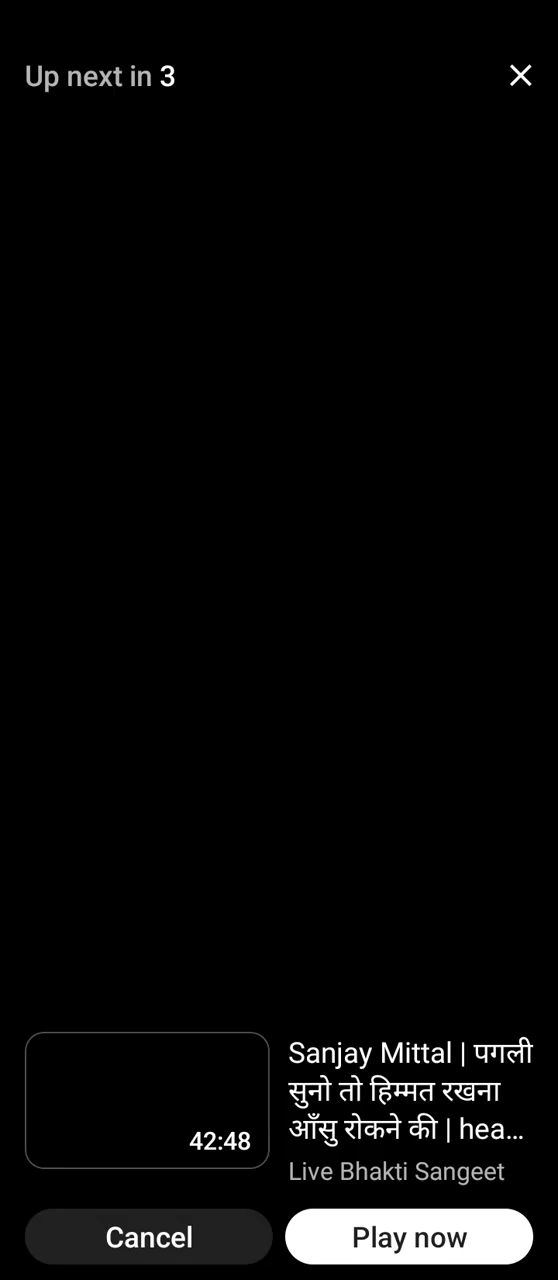 Up next in 3
42:48
Sanjay Mittal | पगली
सुनो तो हिम्मत रखना
आँसु रोकने की | hea...
Live Bhakti Sangeet
Cancel
Play now